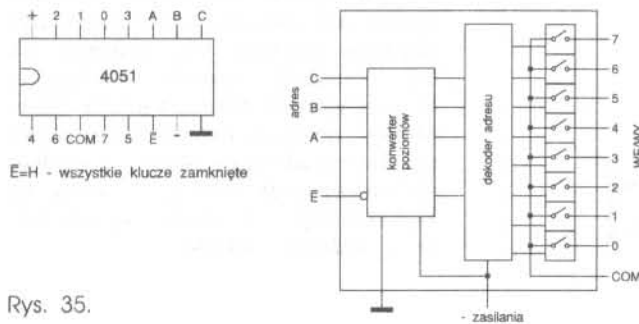 + 2 1 0 3 A B C
4051
4 6 COM 7 5 A E̅ -
E̅=H - wszystkie klucze zamknięte
Rys. 35.
adres
C
B
A
E̅
konwerter poziomów
dekoder adresu
7
6
5
4
3
2
1
0
WE/WY
COM
- zasilania